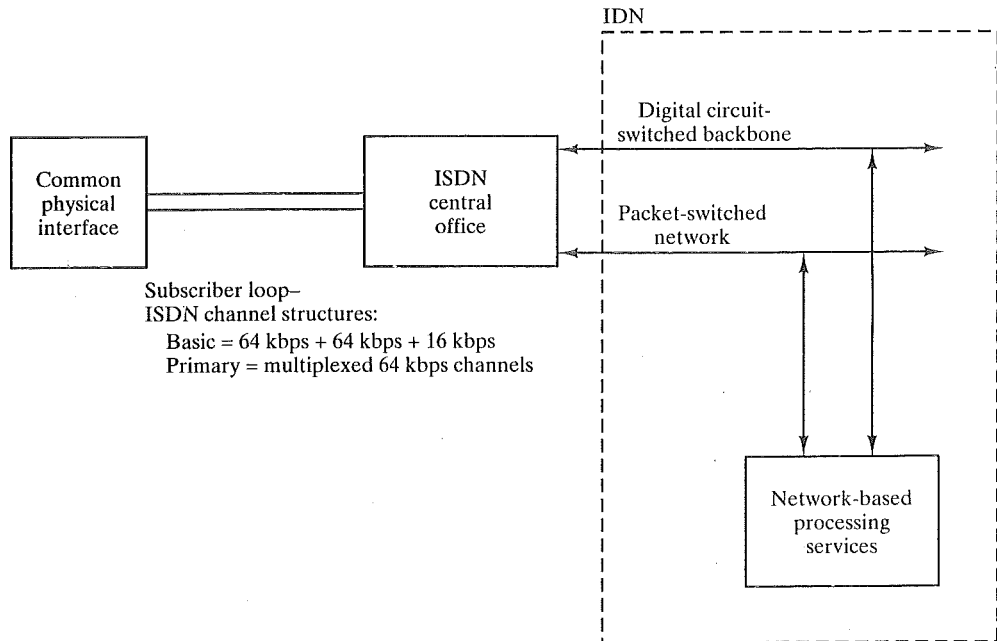 IDN
Digital circuit-
switched backbone
Common
physical
interface
ISDN
central
office
Packet-switched
network
Subscriber loop–
ISDN channel structures:
Basic = 64 kbps + 64 kbps + 16 kbps
Primary = multiplexed 64 kbps channels
Network-based
processing
services